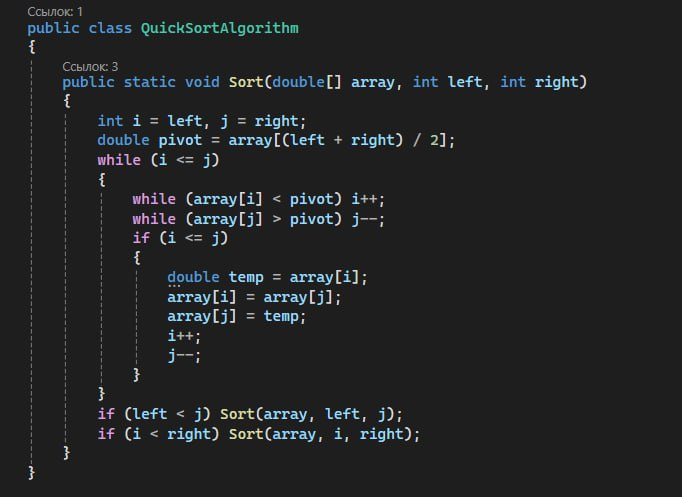 Ссылок: 1
public class QuickSortAlgorithm
{
Ссылок: 3
public static void Sort(double[] array, int left, int right)
{
int i = left, j = right;
double pivot = array[(left + right) / 2];
while (i <= j)
{
while (array[i] < pivot) i++;
while (array[j] > pivot) j--;
if (i <= j)
{
double temp = array[i];
array[i] = array[j];
array[j] = temp;
i++;
j--;
}
}
if (left < j) Sort(array, left, j);
if (i < right) Sort(array, i, right);
}
}